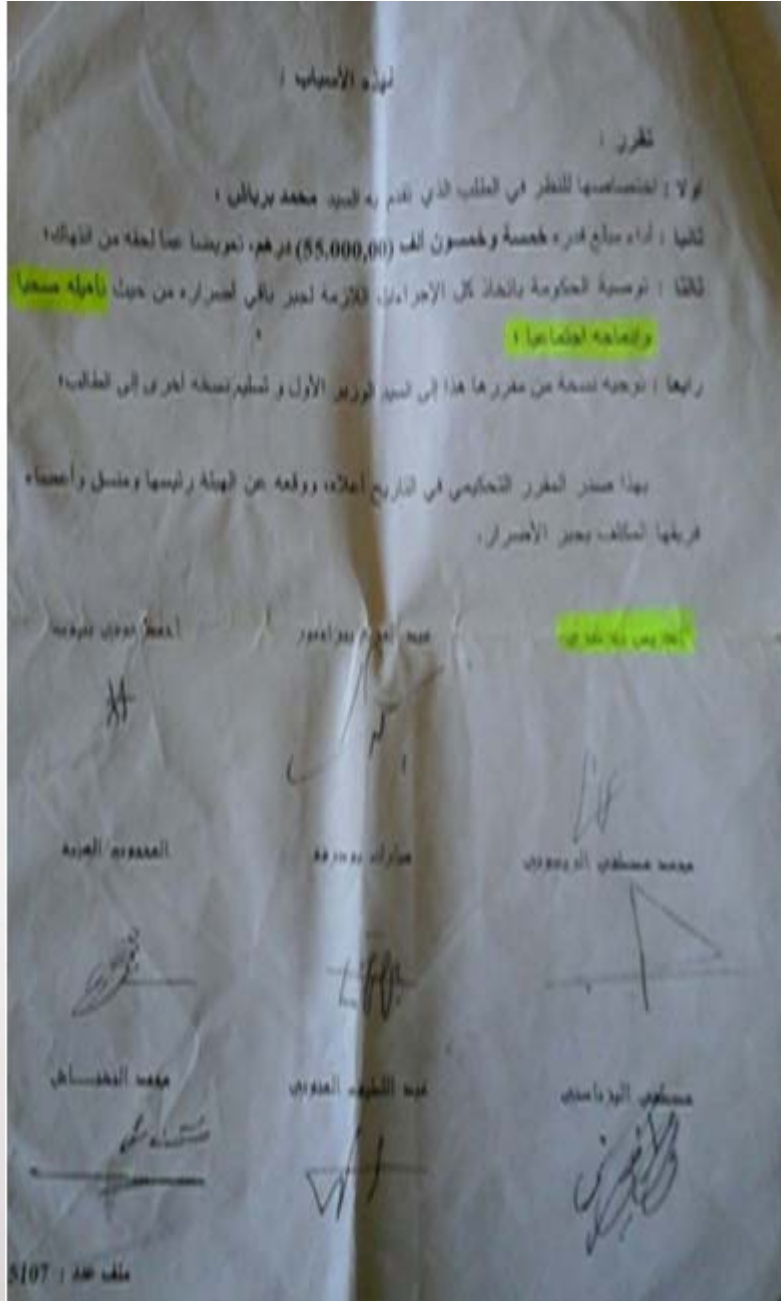 لهذه الأسباب :
تقرر :
أولا : اختصاصها للنظر في الطلب الذي تقدم به السيد محمد بريالي ؛
ثانيا : أداء مبلغ قدره خمسة وخمسون ألف (55.000,00) درهم، تعويضا عما لحقه من انتهاك؛
ثالثا : توصية الحكومة باتخاذ كل الإجراءات اللازمة لجبر باقي أضراره من حيث تأهيله صحيا
وإدماجه اجتماعيا ؛
رابعا : توجيه نسخة من مقررها هذا إلى السيد الوزير الأول و تسليم نسخة أخرى إلى الطالب؛
بهذا صدر المقرر التحكيمي في التاريخ أعلاه، ووقعه عن الهيئة رئيسها ومنسق وأعضاء
فريقها المكلف بجبر الأضرار.
إدريس بنزكري
أحمد شوقي بنيوب
محمد مصطفى الريسوني
مبارك بودرقة
المحجوب الهيبة
مصطفى اليزناسني
عبد اللطيف المنوني
محمد النشناش
ملف عدد : 5107